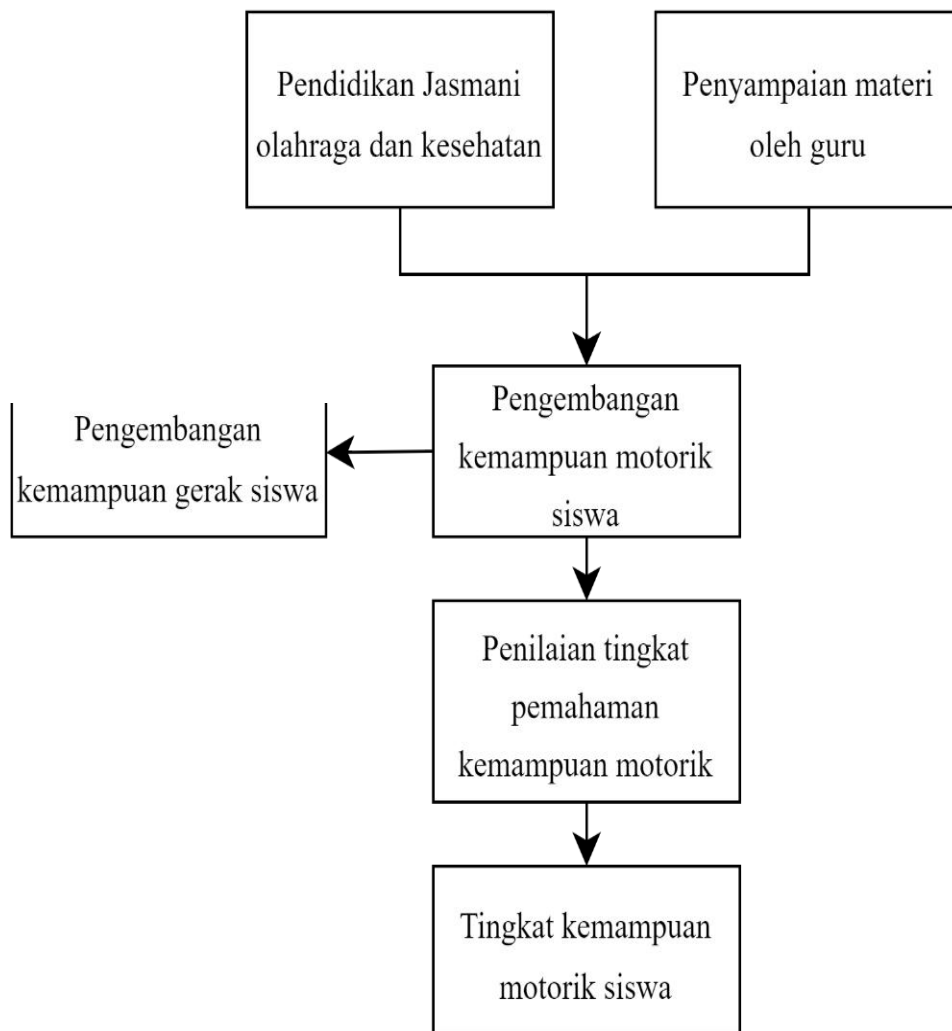 Pendidikan Jasmani
olahraga dan kesehatan
Penyampaian materi
oleh guru
Pengembangan
kemampuan gerak siswa
Pengembangan
kemampuan motorik
siswa
Penilaian tingkat
pemahaman
kemampuan motorik
Tingkat kemampuan
motorik siswa